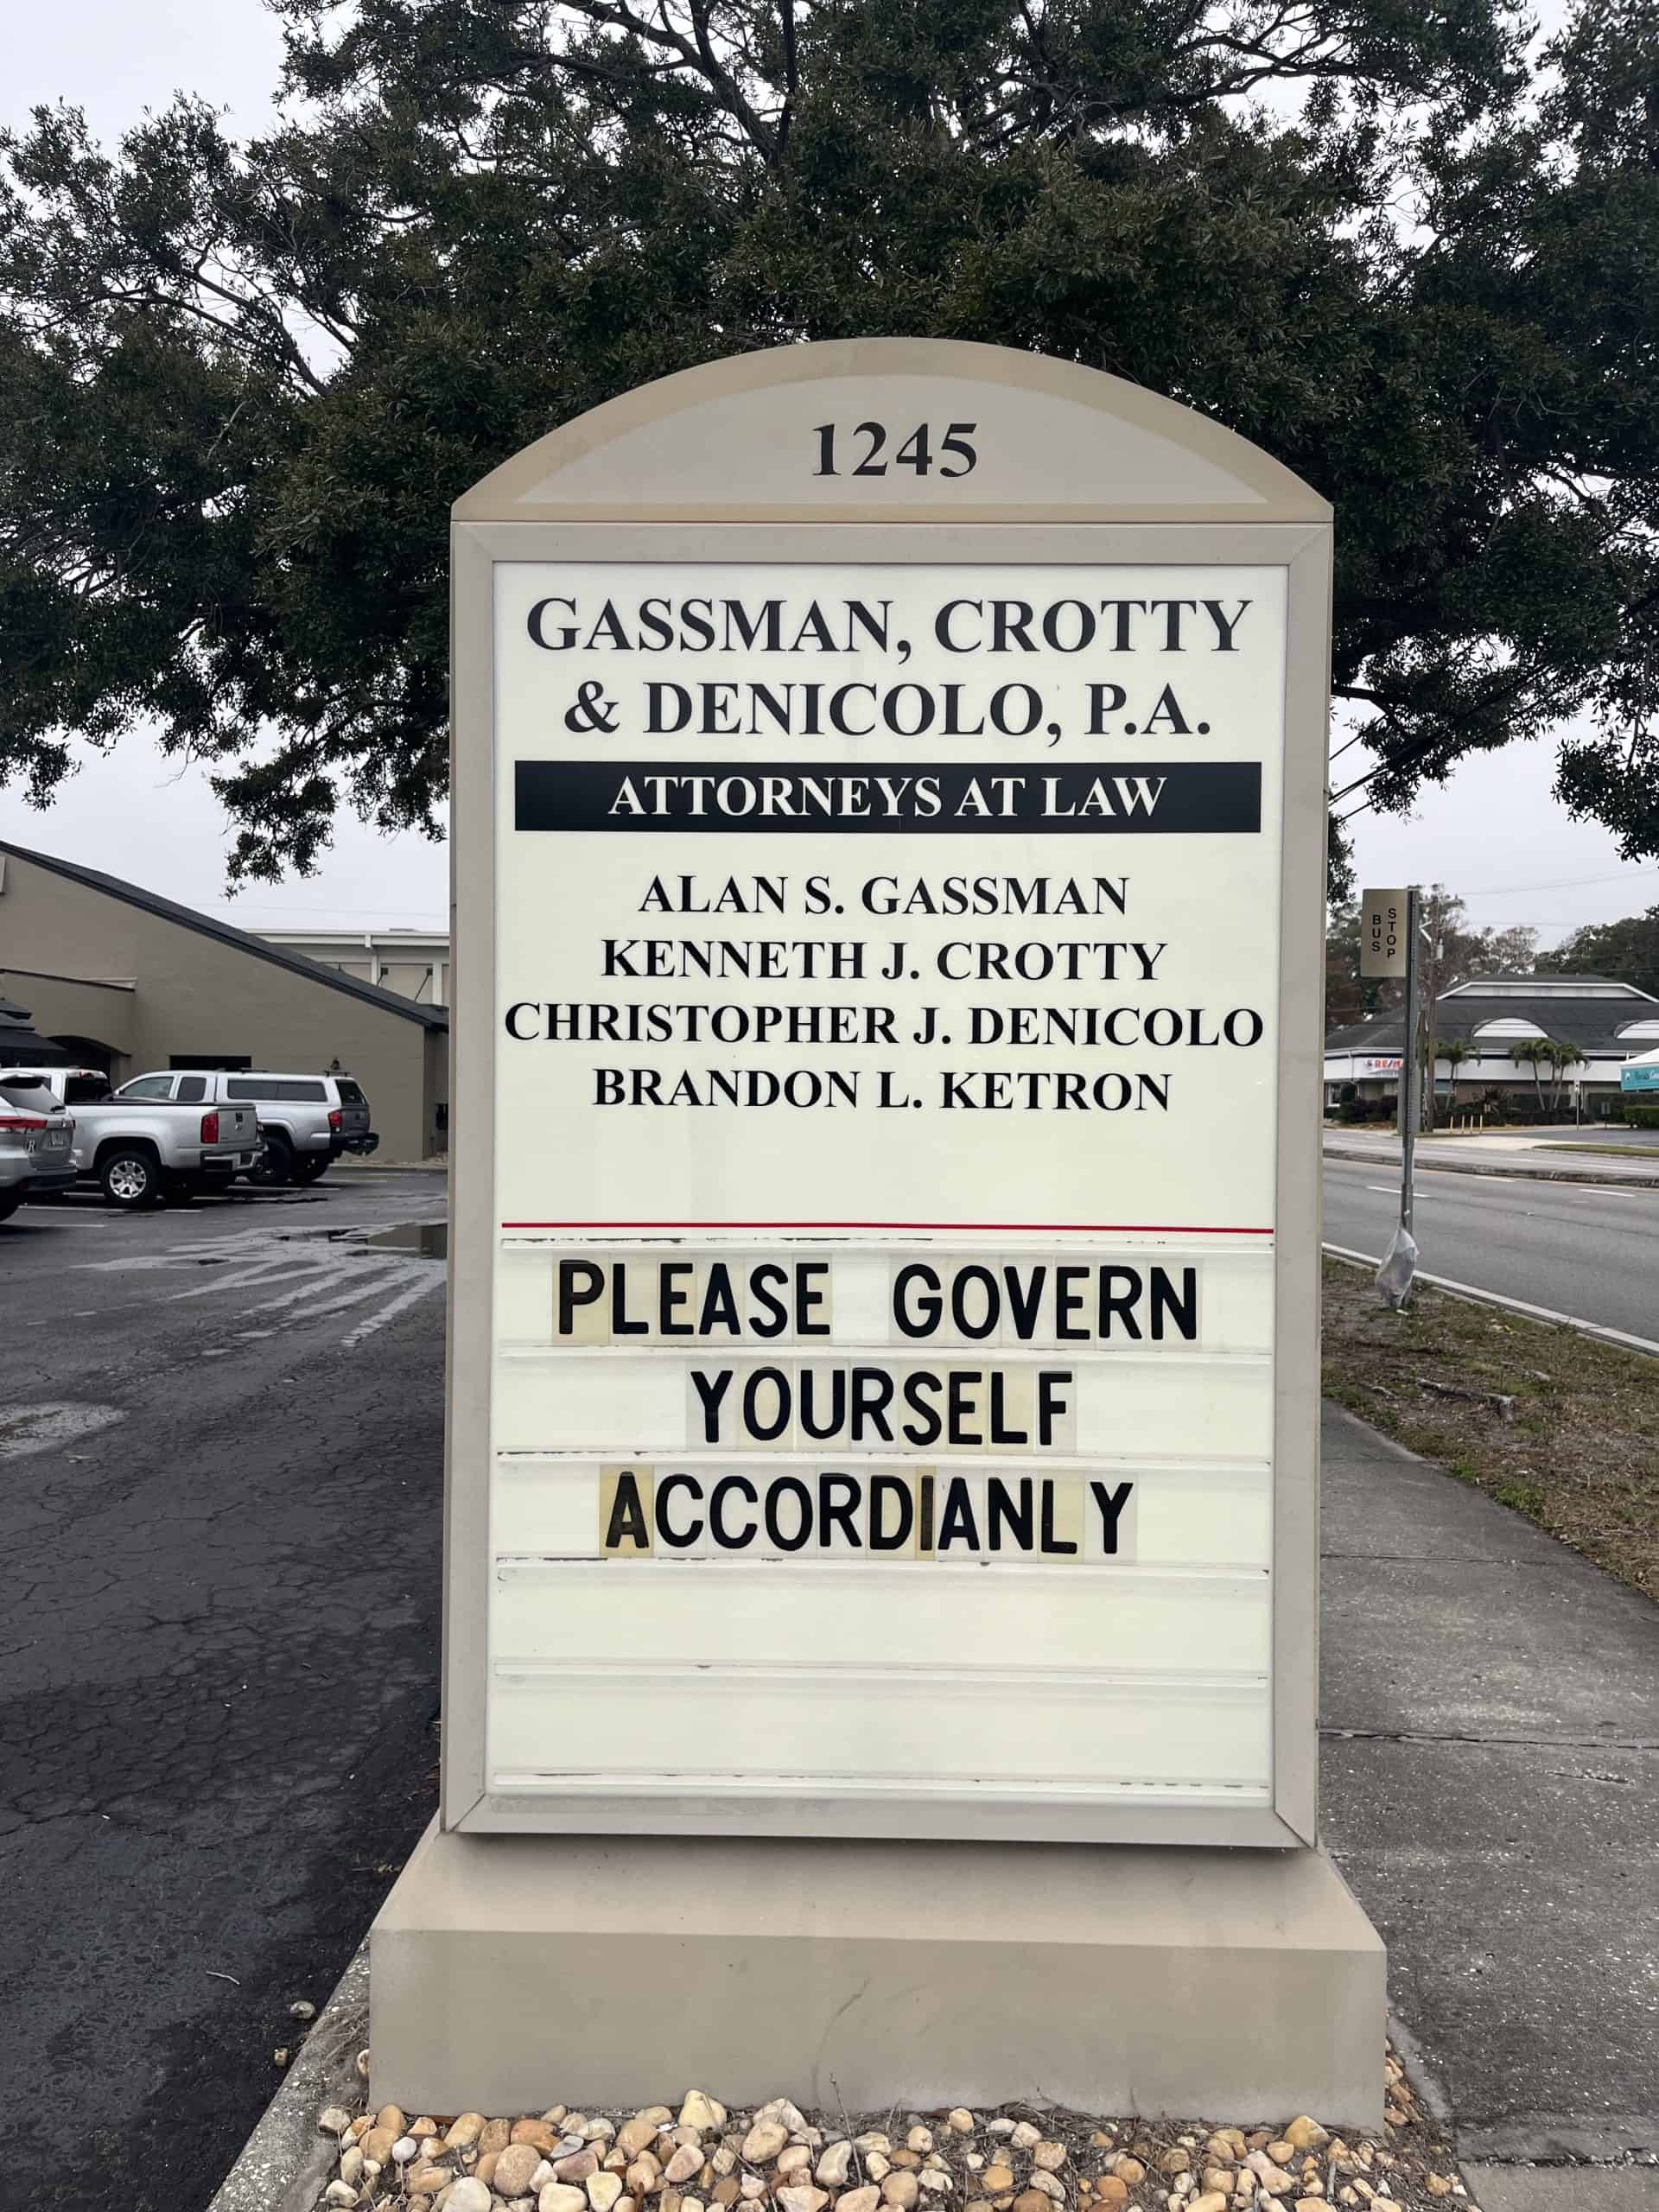 1245
GASSMAN, CROTTY
& DENICOLO, P.A.
ATTORNEYS AT LAW
ALAN S. GASSMAN
KENNETH J. CROTTY
CHRISTOPHER J. DENICOLO
BRANDON L. KETRON
PLEASE GOVERN
YOURSELF
ACCORDIANLY
BUS
STOP